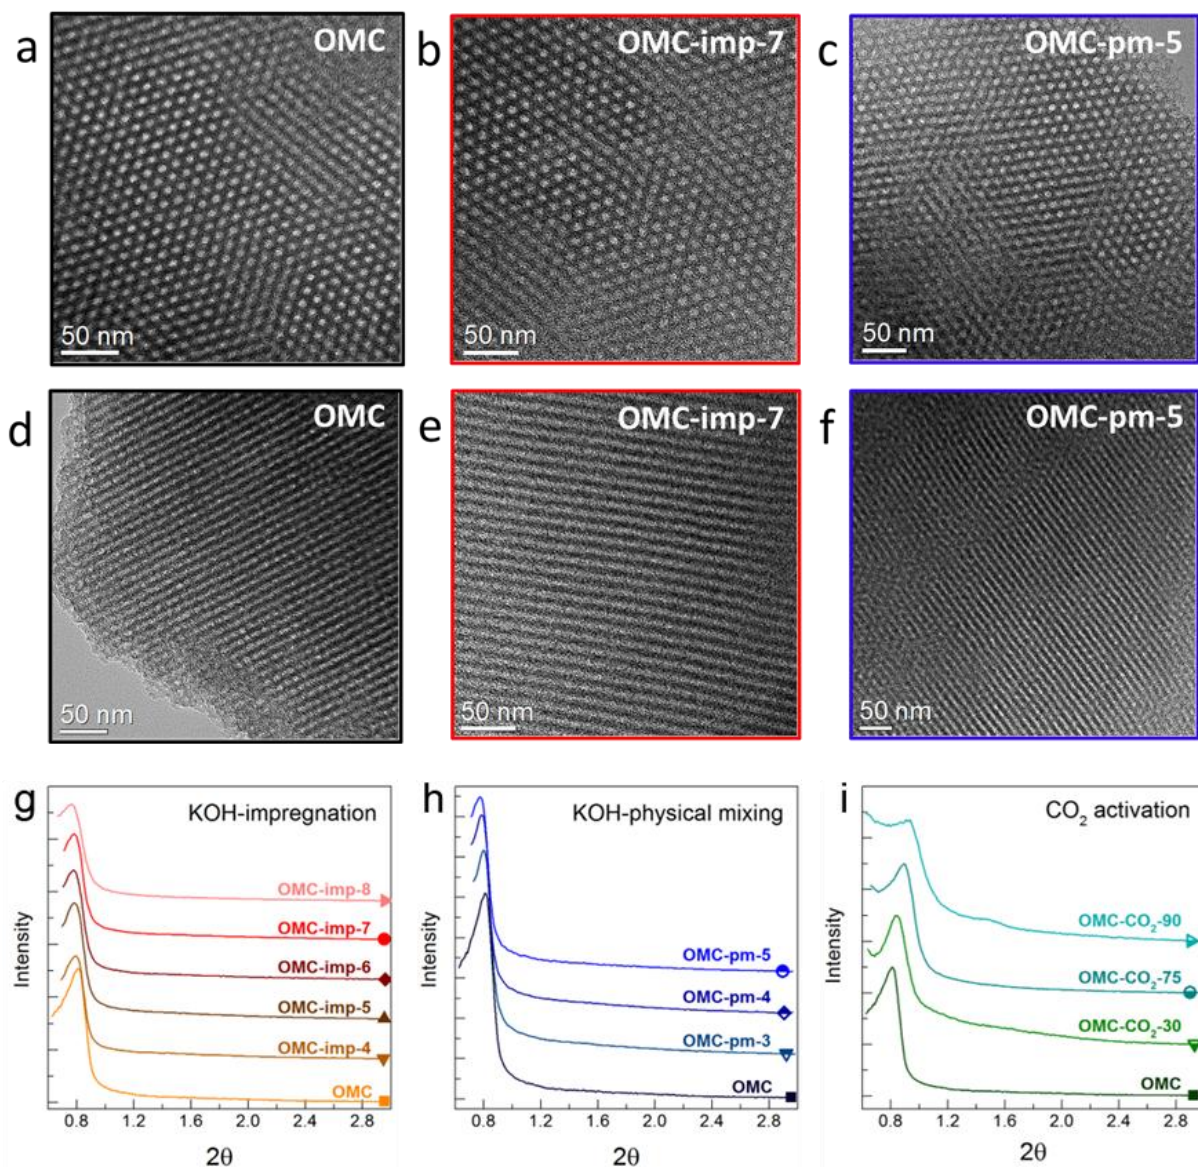 a
OMC
50 nm
b
OMC-imp-7
50 nm
c
OMC-pm-5
50 nm
d
OMC
50 nm
e
OMC-imp-7
50 nm
f
OMC-pm-5
50 nm
g
KOH-impregnation
OMC-imp-8
OMC-imp-7
OMC-imp-6
OMC-imp-5
OMC-imp-4
OMC
Intensity
0.8 1.2 1.6 2.0 2.4 2.8
2θ
h
KOH-physical mixing
OMC-pm-5
OMC-pm-4
OMC-pm-3
OMC
Intensity
0.8 1.2 1.6 2.0 2.4 2.8
2θ
i
CO₂ activation
OMC-CO₂-90
OMC-CO₂-75
OMC-CO₂-30
OMC
Intensity
0.8 1.2 1.6 2.0 2.4 2.8
2θ